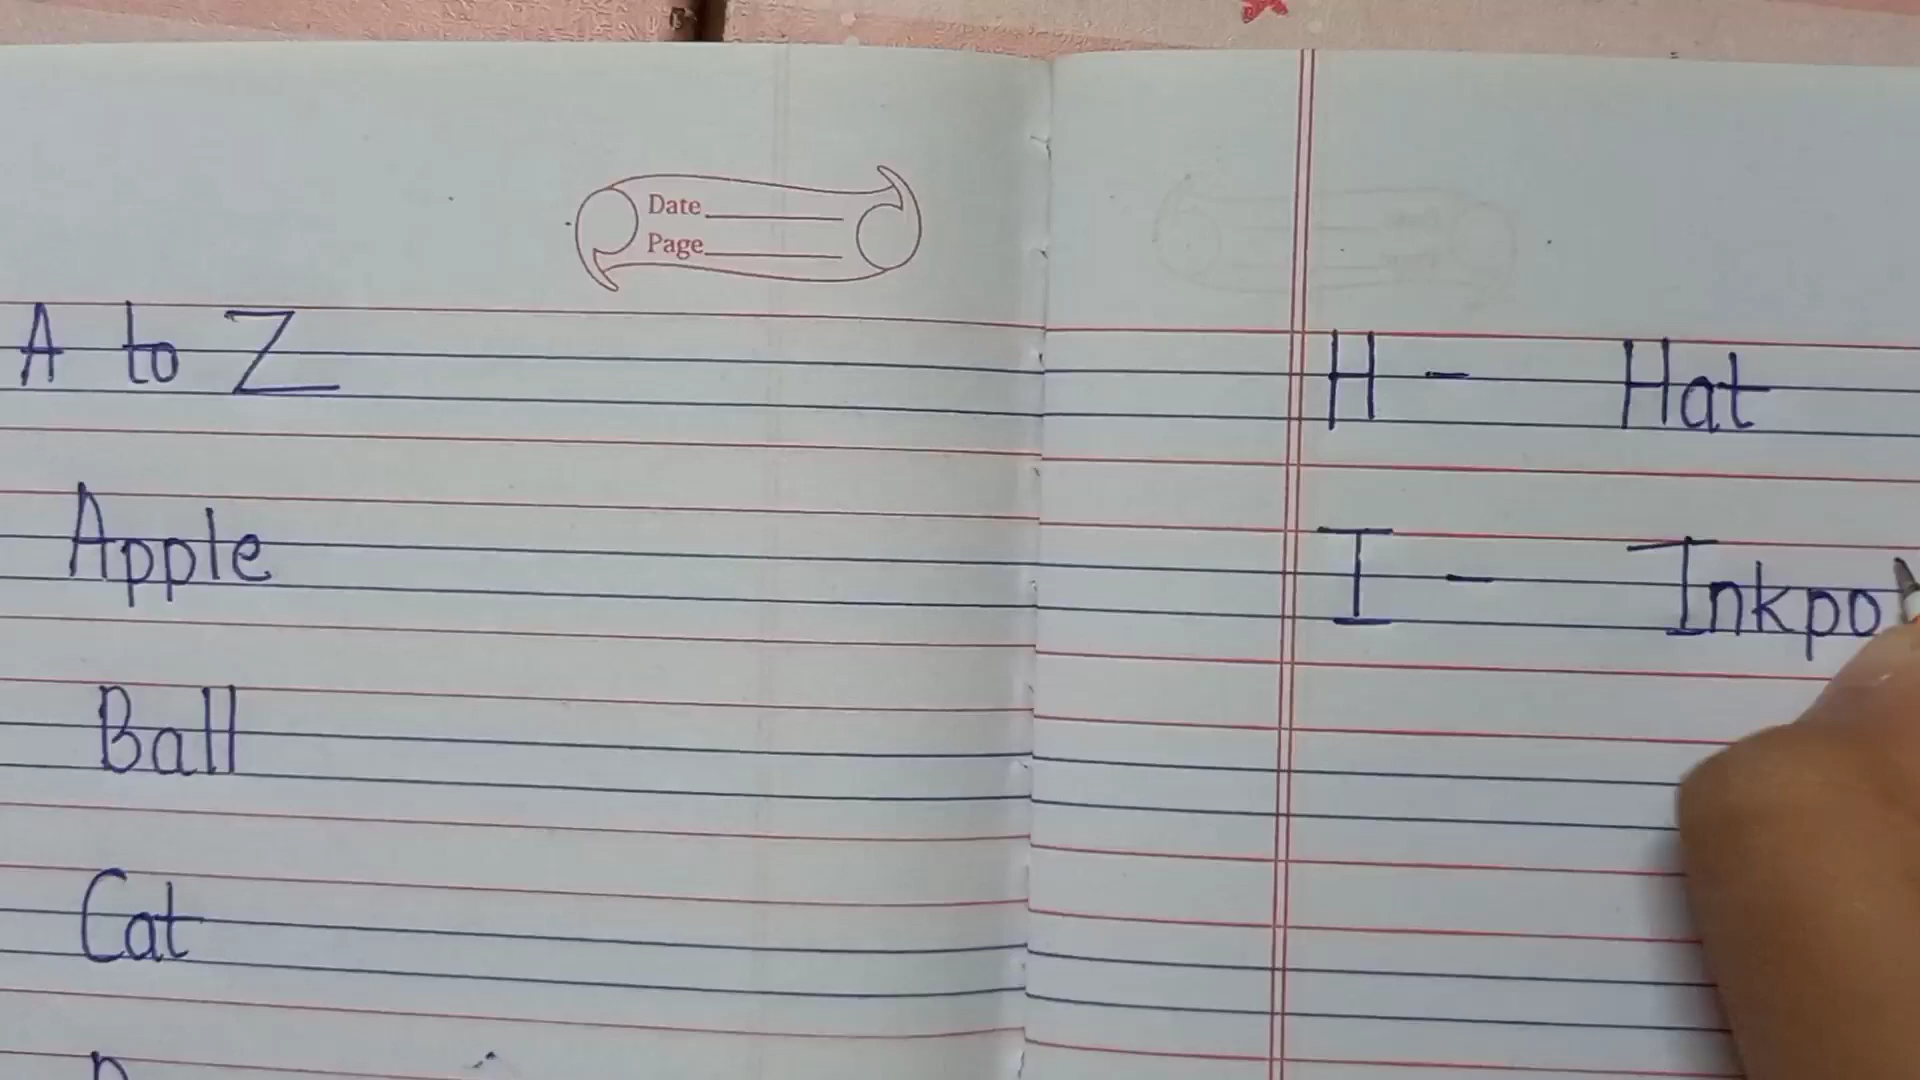 Date
Page
A to Z
Apple
Ball
Cat
H - Hat
I - Inkpo